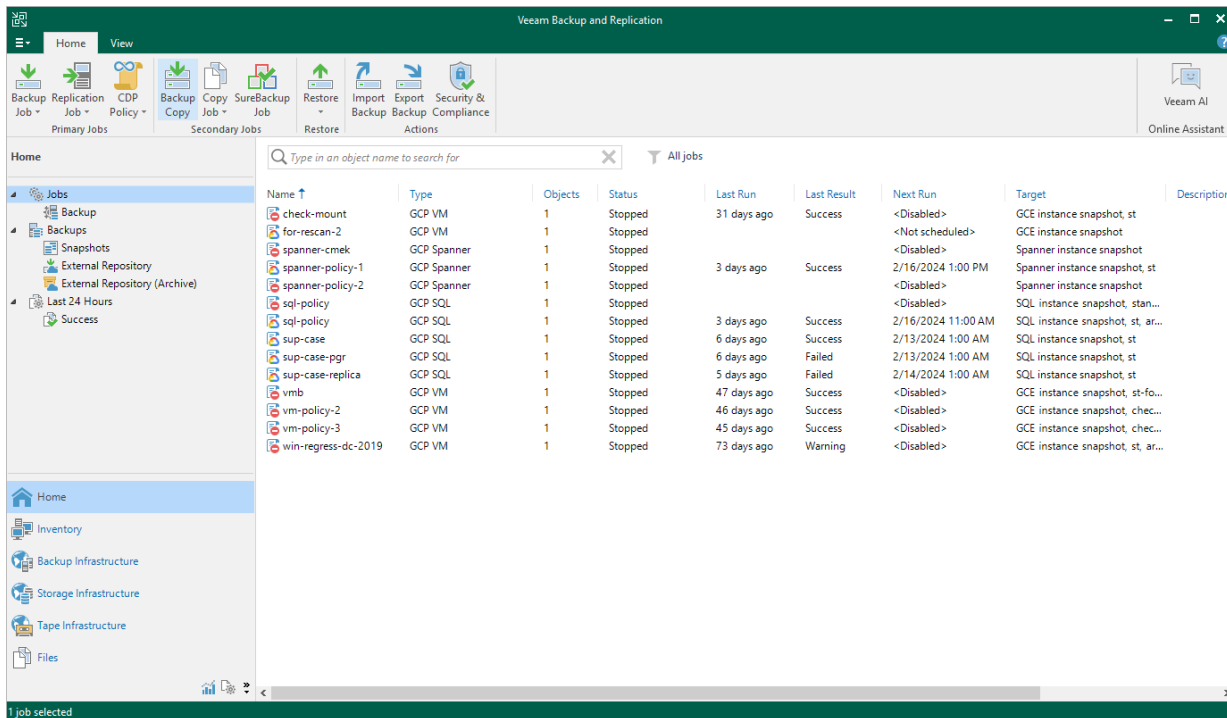 Veeam Backup and Replication
Home View
Backup Job Replication Job CDP Policy Backup Copy Copy Job SureBackup Job Restore Import Backup Export Backup Security & Compliance Veeam AI
Primary Jobs Secondary Jobs Restore Actions Online Assistant
Home
Type in an object name to search for All jobs
Jobs
Backup
Backups
Snapshots
External Repository
External Repository (Archive)
Last 24 Hours
Success
Name Type Objects Status Last Run Last Result Next Run Target Description
check-mount GCP VM 1 Stopped 31 days ago Success <Disabled> GCE instance snapshot, st
for-rescan-2 GCP VM 1 Stopped <Not scheduled> GCE instance snapshot
spanner-cmek GCP Spanner 1 Stopped <Disabled> Spanner instance snapshot
spanner-policy-1 GCP Spanner 1 Stopped 3 days ago Success 2/16/2024 1:00 PM Spanner instance snapshot, st
spanner-policy-2 GCP Spanner 1 Stopped <Disabled> Spanner instance snapshot
sql-policy GCP SQL 1 Stopped <Disabled> SQL instance snapshot, stan...
sql-policy GCP SQL 1 Stopped 3 days ago Success 2/16/2024 11:00 AM SQL instance snapshot, st, ar...
sup-case GCP SQL 1 Stopped 6 days ago Success 2/13/2024 1:00 AM SQL instance snapshot, st
sup-case-pgr GCP SQL 1 Stopped 6 days ago Failed 2/13/2024 1:00 AM SQL instance snapshot, st
sup-case-replica GCP SQL 1 Stopped 5 days ago Failed 2/14/2024 1:00 AM SQL instance snapshot, st
vmb GCP VM 1 Stopped 47 days ago Success <Disabled> GCE instance snapshot, st-fo...
vm-policy-2 GCP VM 1 Stopped 46 days ago Success <Disabled> GCE instance snapshot, chec...
vm-policy-3 GCP VM 1 Stopped 45 days ago Success <Disabled> GCE instance snapshot, chec...
win-regress-dc-2019 GCP VM 1 Stopped 73 days ago Warning <Disabled> GCE instance snapshot, st, ar...
Home
Inventory
Backup Infrastructure
Storage Infrastructure
Tape Infrastructure
Files
1 job selected